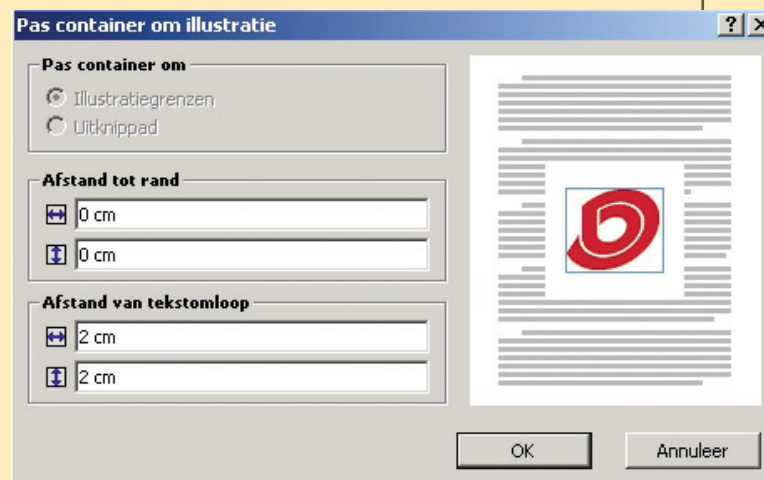 Pas container om illustratie
Pas container om
Illustratiegrenzen
Uitknippad
Afstand tot rand
0 cm
0 cm
Afstand van tekstomloop
2 cm
2 cm
OK
Annuleer